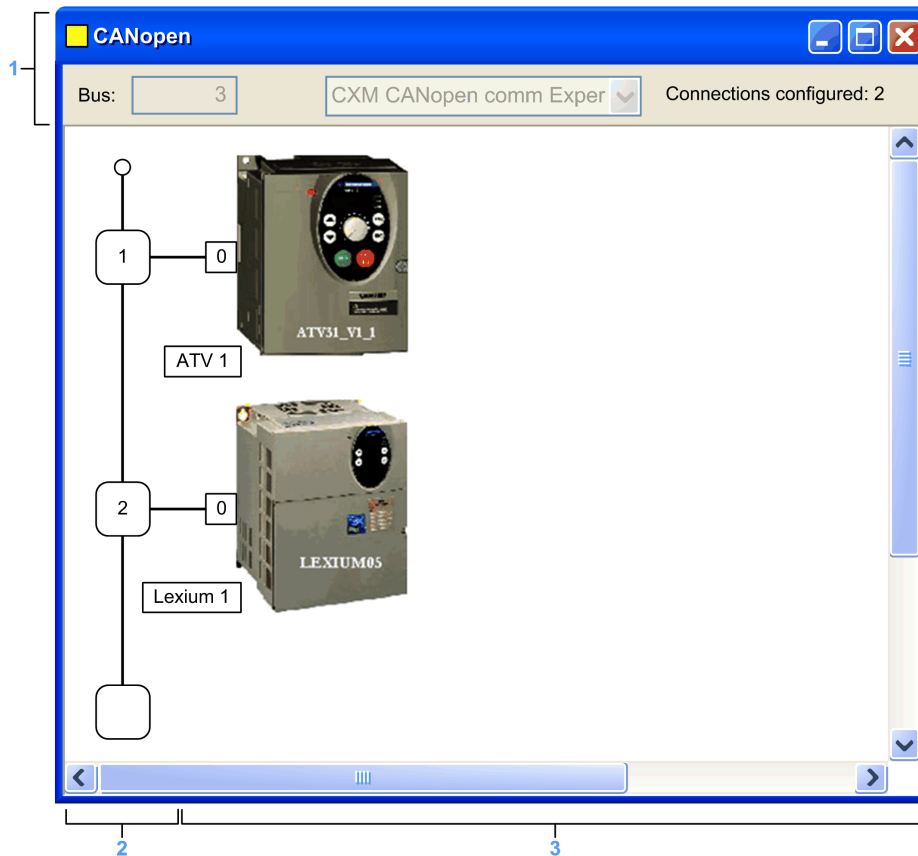 CANopen
1
Bus:
3
CXM CANopen comm Exper
Connections configured: 2
1
0
ATV31_V1_1
ATV 1
2
0
LEXIUM05
Lexium 1
2
3